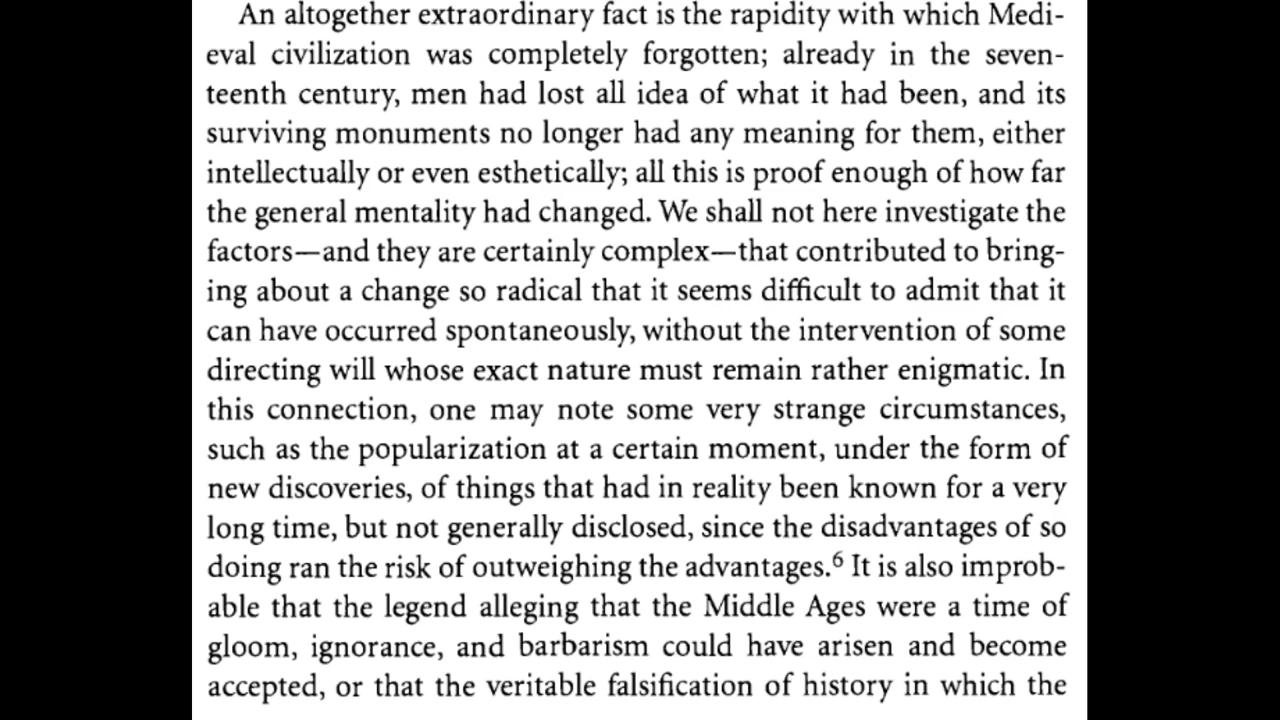 An altogether extraordinary fact is the rapidity with which Medi-
eval civilization was completely forgotten; already in the seven-
teenth century, men had lost all idea of what it had been, and its
surviving monuments no longer had any meaning for them, either
intellectually or even esthetically; all this is proof enough of how far
the general mentality had changed. We shall not here investigate the
factors—and they are certainly complex—that contributed to bring-
ing about a change so radical that it seems difficult to admit that it
can have occurred spontaneously, without the intervention of some
directing will whose exact nature must remain rather enigmatic. In
this connection, one may note some very strange circumstances,
such as the popularization at a certain moment, under the form of
new discoveries, of things that had in reality been known for a very
long time, but not generally disclosed, since the disadvantages of so
doing ran the risk of outweighing the advantages.⁶ It is also improb-
able that the legend alleging that the Middle Ages were a time of
gloom, ignorance, and barbarism could have arisen and become
accepted, or that the veritable falsification of history in which the